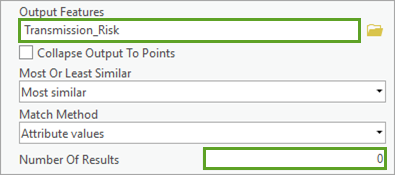 Output Features
Transmission_Risk
Collapse Output To Points
Most Or Least Similar
Most similar
Match Method
Attribute values
Number Of Results 0